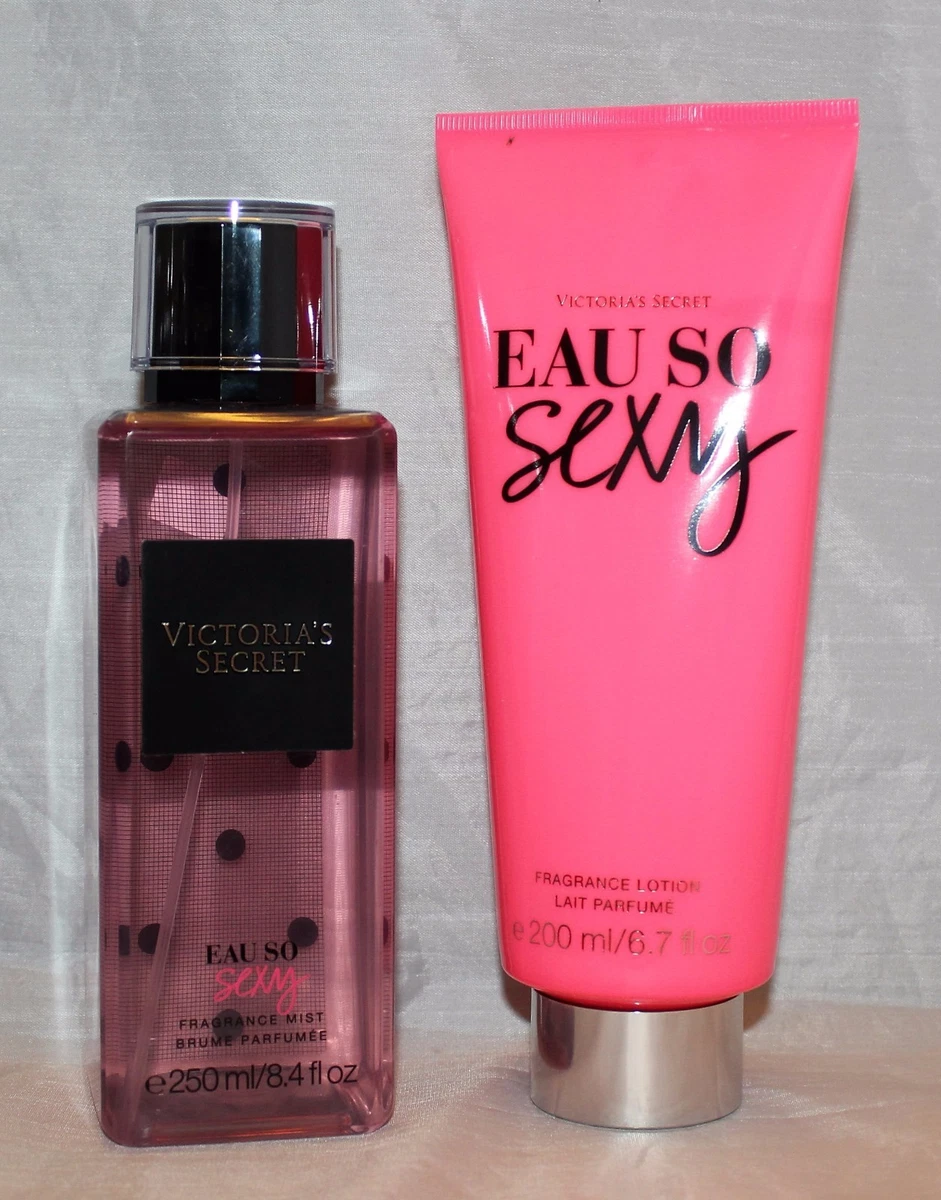 VICTORIA'S
SECRET
EAU SO
sexy
FRAGRANCE MIST
BRUME PARFUMÉE
℮250 ml/8.4 fl oz
VICTORIA'S SECRET
EAU SO
sexy
FRAGRANCE LOTION
LAIT PARFUMÉ
℮200 ml/6.7 fl oz